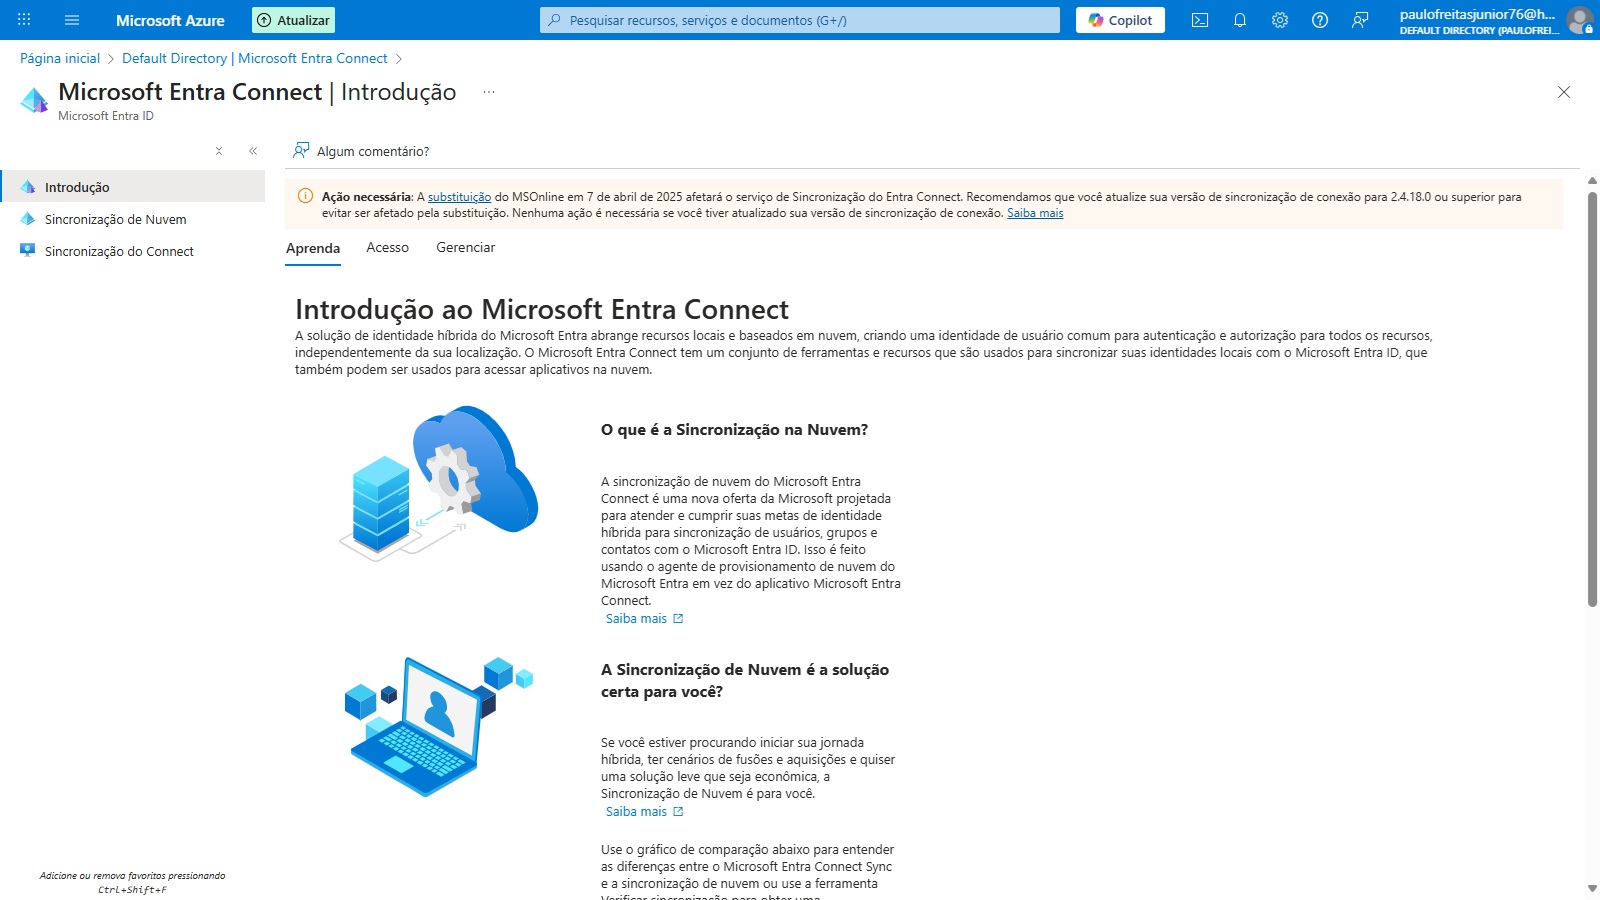 Microsoft Azure
Atualizar
Pesquisar recursos, serviços e documentos (G+/)
Copilot
paulofreitasjunior76@h...
DEFAULT DIRECTORY (PAULOFREI...
Página inicial > Default Directory | Microsoft Entra Connect >
Microsoft Entra Connect | Introdução ...
Microsoft Entra ID
Algum comentário?
Introdução
Sincronização de Nuvem
Sincronização do Connect
Ação necessária: A substituição do MSOnline em 7 de abril de 2025 afetará o serviço de Sincronização do Entra Connect. Recomendamos que você atualize sua versão de sincronização de conexão para 2.4.18.0 ou superior para
evitar ser afetado pela substituição. Nenhuma ação é necessária se você tiver atualizado sua versão de sincronização de conexão. Saiba mais
Aprenda Acesso Gerenciar
Introdução ao Microsoft Entra Connect
A solução de identidade híbrida do Microsoft Entra abrange recursos locais e baseados em nuvem, criando uma identidade de usuário comum para autenticação e autorização para todos os recursos,
independentemente da sua localização. O Microsoft Entra Connect tem um conjunto de ferramentas e recursos que são usados para sincronizar suas identidades locais com o Microsoft Entra ID, que
também podem ser usados para acessar aplicativos na nuvem.
O que é a Sincronização na Nuvem?
A sincronização de nuvem do Microsoft Entra
Connect é uma nova oferta da Microsoft projetada
para atender e cumprir suas metas de identidade
híbrida para sincronização de usuários, grupos e
contatos com o Microsoft Entra ID. Isso é feito
usando o agente de provisionamento de nuvem do
Microsoft Entra em vez do aplicativo Microsoft Entra
Connect.
Saiba mais
A Sincronização de Nuvem é a solução
certa para você?
Se você estiver procurando iniciar sua jornada
híbrida, ter cenários de fusões e aquisições e quiser
uma solução leve que seja econômica, a
Sincronização de Nuvem é para você.
Saiba mais
Use o gráfico de comparação abaixo para entender
as diferenças entre o Microsoft Entra Connect Sync
e a sincronização de nuvem ou use a ferramenta
Verificar sincronização para obter uma
Adicione ou remova favoritos pressionando
Ctrl+Shift+F